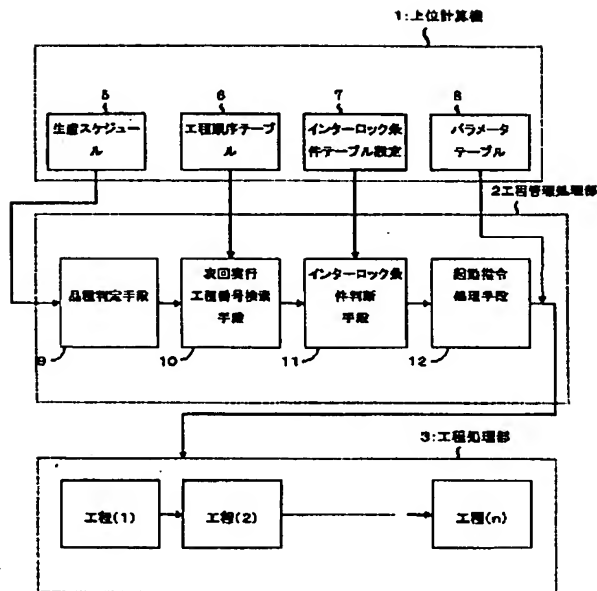 1:上位計算機
5
6
7
8
生産スケジュー
ル
工程順序テーブ
ル
インターロック条
件テーブル設定
パラメータ
テーブル
2工程管理処理部
品種判定手段
次回実行
工程番号検索
手段
インターロック条
件判断
手段
起動指令
処理手段
9
10
11
12
3:工程処理部
工程(1)
工程(2)
工程(n)